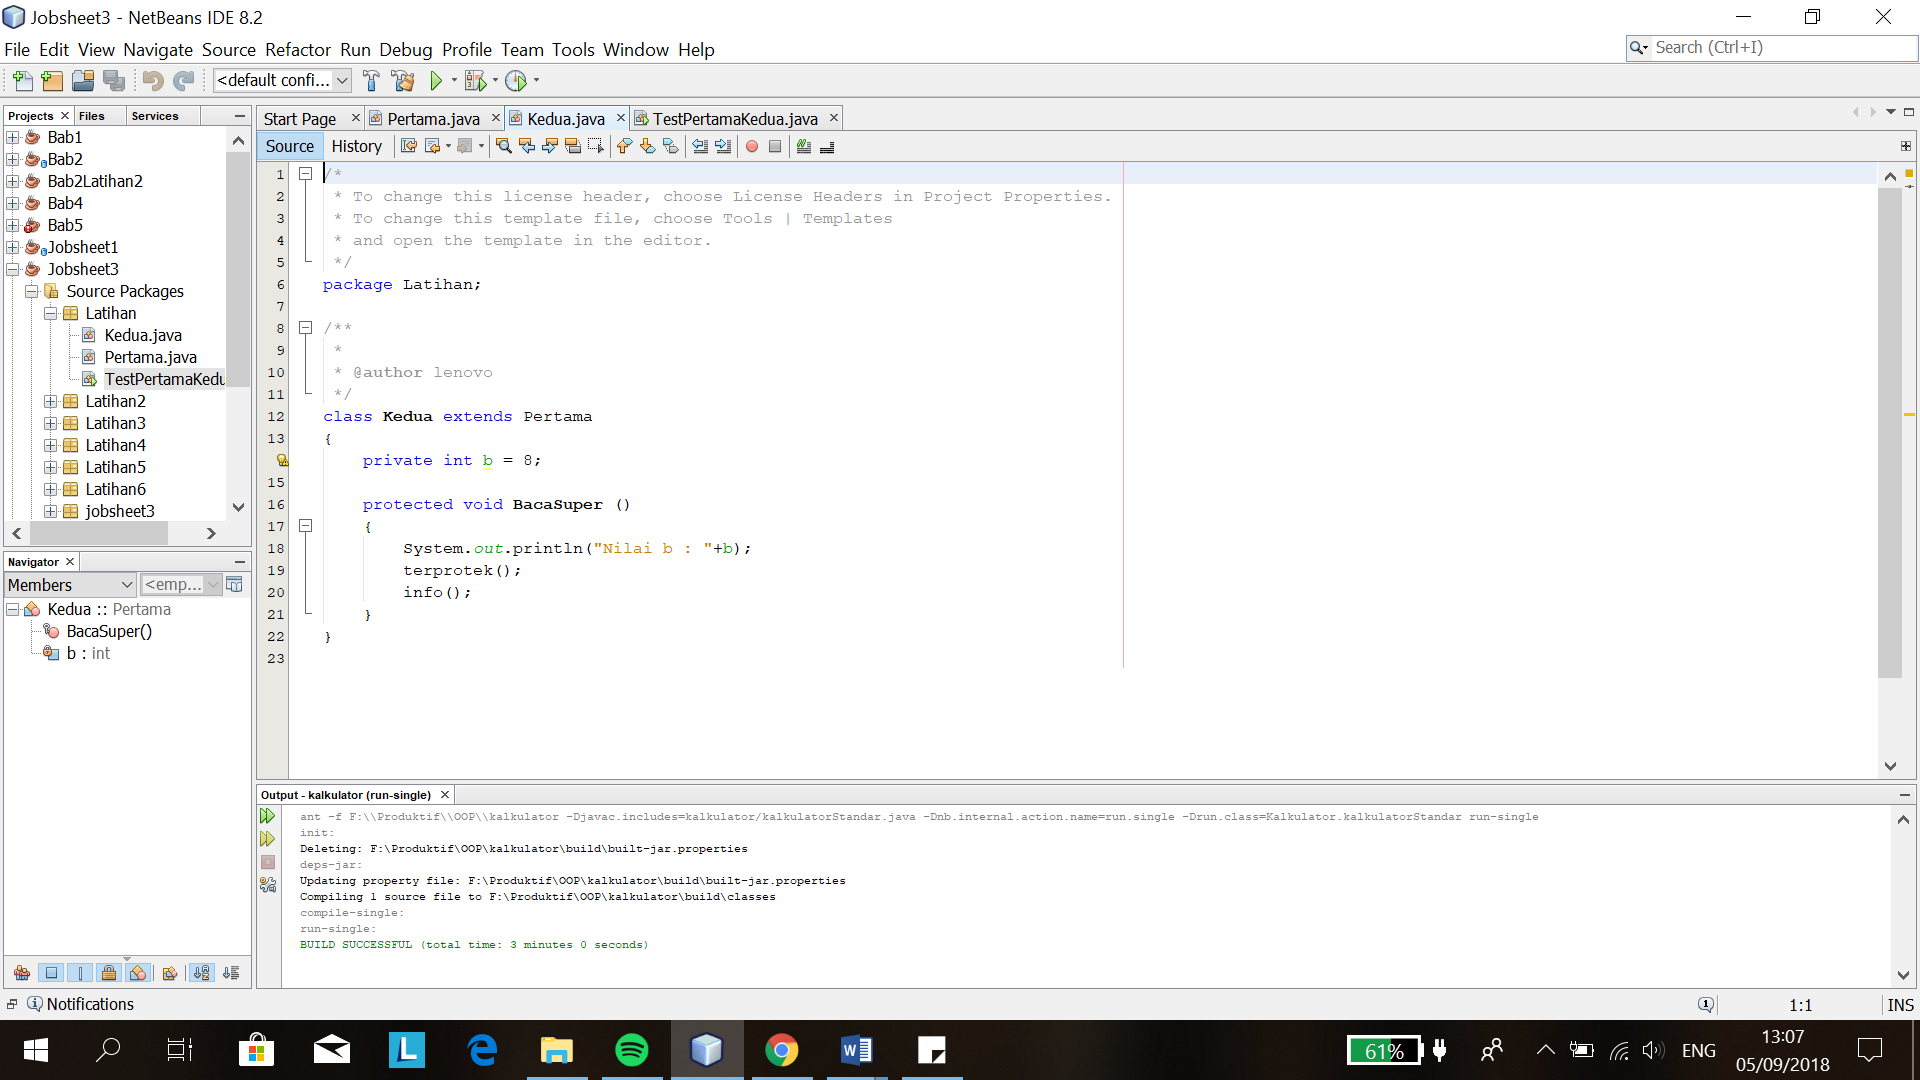 Jobsheet3 - NetBeans IDE 8.2
File Edit View Navigate Source Refactor Run Debug Profile Team Tools Window Help
Search (Ctrl+I)
<default confi...
Projects Files Services
Bab1
Bab2
Bab2Latihan2
Bab4
Bab5
Jobsheet1
Jobsheet3
Source Packages
Latihan
Kedua.java
Pertama.java
TestPertamaKedu
Latihan2
Latihan3
Latihan4
Latihan5
Latihan6
jobsheet3
Navigator
Members <emp...
Kedua :: Pertama
BacaSuper()
b : int
Start Page Pertama.java Kedua.java TestPertamaKedua.java
Source History
1 /*
2 * To change this license header, choose License Headers in Project Properties.
3 * To change this template file, choose Tools | Templates
4 * and open the template in the editor.
5 */
6 package Latihan;
7
8 /**
9 *
10 * @author lenovo
11 */
12 class Kedua extends Pertama
13 {
private int b = 8;
15
16 protected void BacaSuper ()
17 {
18 System.out.println("Nilai b : "+b);
19 terprotek();
20 info();
21 }
22 }
23
Output - kalkulator (run-single)
ant -f F:\\Produktif\\OOP\\kalkulator -Djavac.includes=kalkulator/kalkulatorStandar.java -Dnb.internal.action.name=run.single -Drun.class=Kalkulator.kalkulatorStandar run-single
init:
Deleting: F:\Produktif\OOP\kalkulator\build\built-jar.properties
deps-jar:
Updating property file: F:\Produktif\OOP\kalkulator\build\built-jar.properties
Compiling 1 source file to F:\Produktif\OOP\kalkulator\build\classes
compile-single:
run-single:
BUILD SUCCESSFUL (total time: 3 minutes 0 seconds)
Notifications
1:1 INS
L
61%
ENG
13:07
05/09/2018